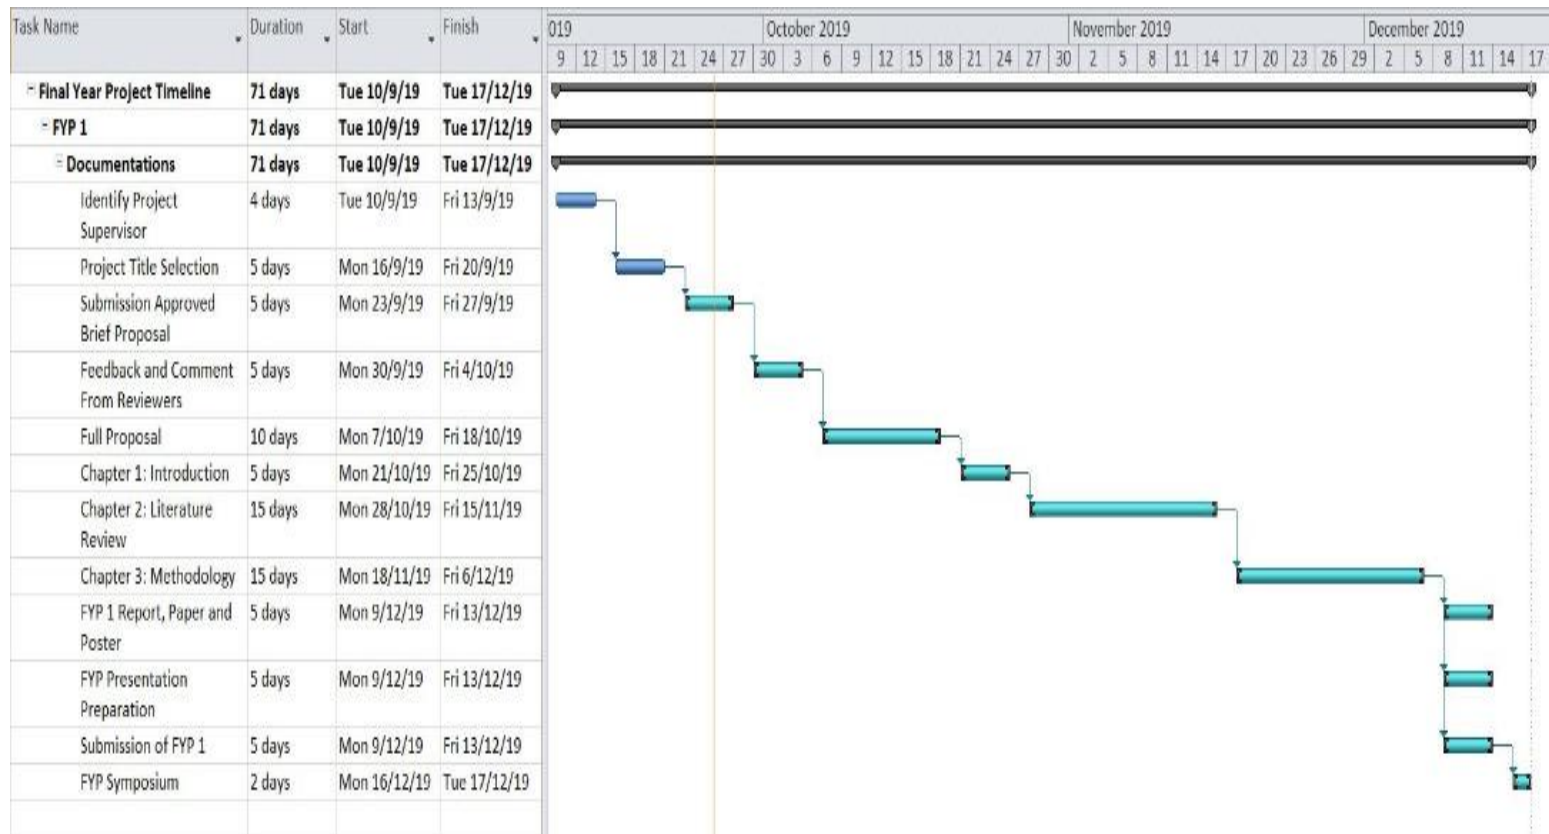 Task Name Duration Start Finish 019 October 2019 November 2019 December 2019
9 12 15 18 21 24 27 30 3 6 9 12 15 18 21 24 27 30 2 5 8 11 14 17 20 23 26 29 2 5 8 11 14 17
Final Year Project Timeline 71 days Tue 10/9/19 Tue 17/12/19
FYP 1 71 days Tue 10/9/19 Tue 17/12/19
Documentations 71 days Tue 10/9/19 Tue 17/12/19
Identify Project 4 days Tue 10/9/19 Fri 13/9/19
Supervisor
Project Title Selection 5 days Mon 16/9/19 Fri 20/9/19
Submission Approved 5 days Mon 23/9/19 Fri 27/9/19
Brief Proposal
Feedback and Comment 5 days Mon 30/9/19 Fri 4/10/19
From Reviewers
Full Proposal 10 days Mon 7/10/19 Fri 18/10/19
Chapter 1: Introduction 5 days Mon 21/10/19 Fri 25/10/19
Chapter 2: Literature 15 days Mon 28/10/19 Fri 15/11/19
Review
Chapter 3: Methodology 15 days Mon 18/11/19 Fri 6/12/19
FYP 1 Report, Paper and 5 days Mon 9/12/19 Fri 13/12/19
Poster
FYP Presentation 5 days Mon 9/12/19 Fri 13/12/19
Preparation
Submission of FYP 1 5 days Mon 9/12/19 Fri 13/12/19
FYP Symposium 2 days Mon 16/12/19 Tue 17/12/19